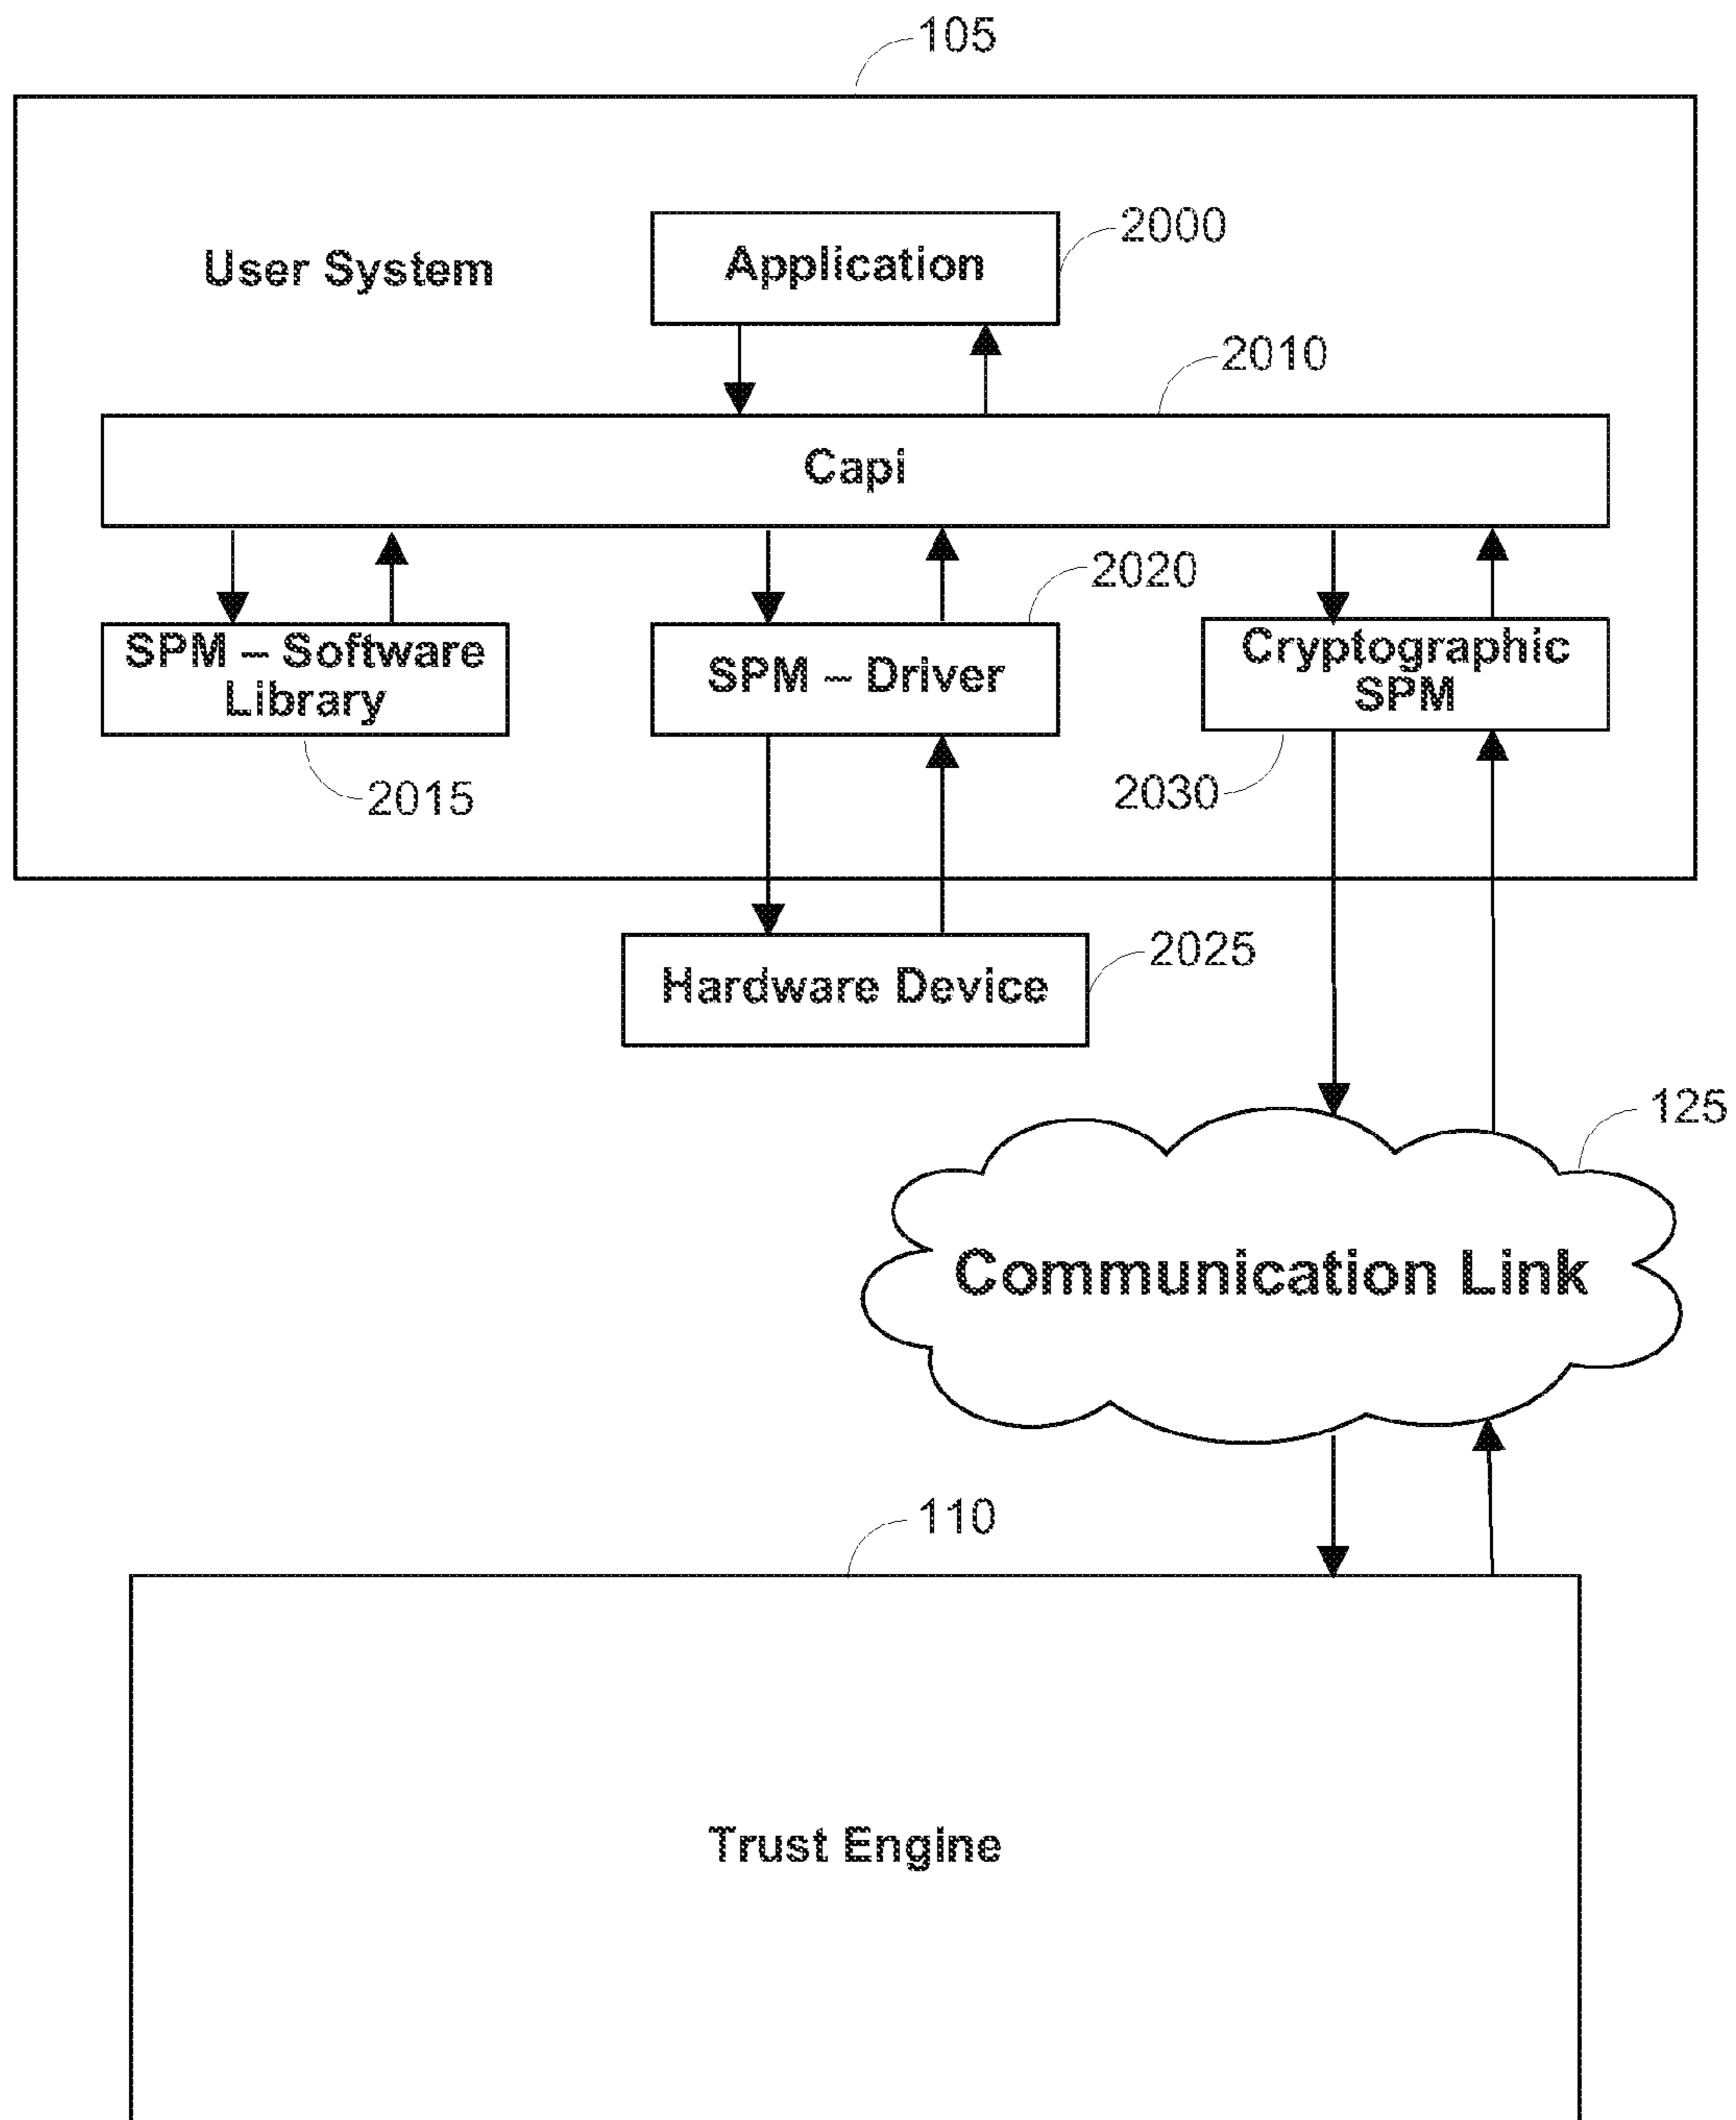 105
2000
User System
Application
2010
Capi
2020
SPM – Software
Library
SPM – Driver
Cryptographic
SPM
2015
2030
2025
Hardware Device
125
Communication Link
110
Trust Engine